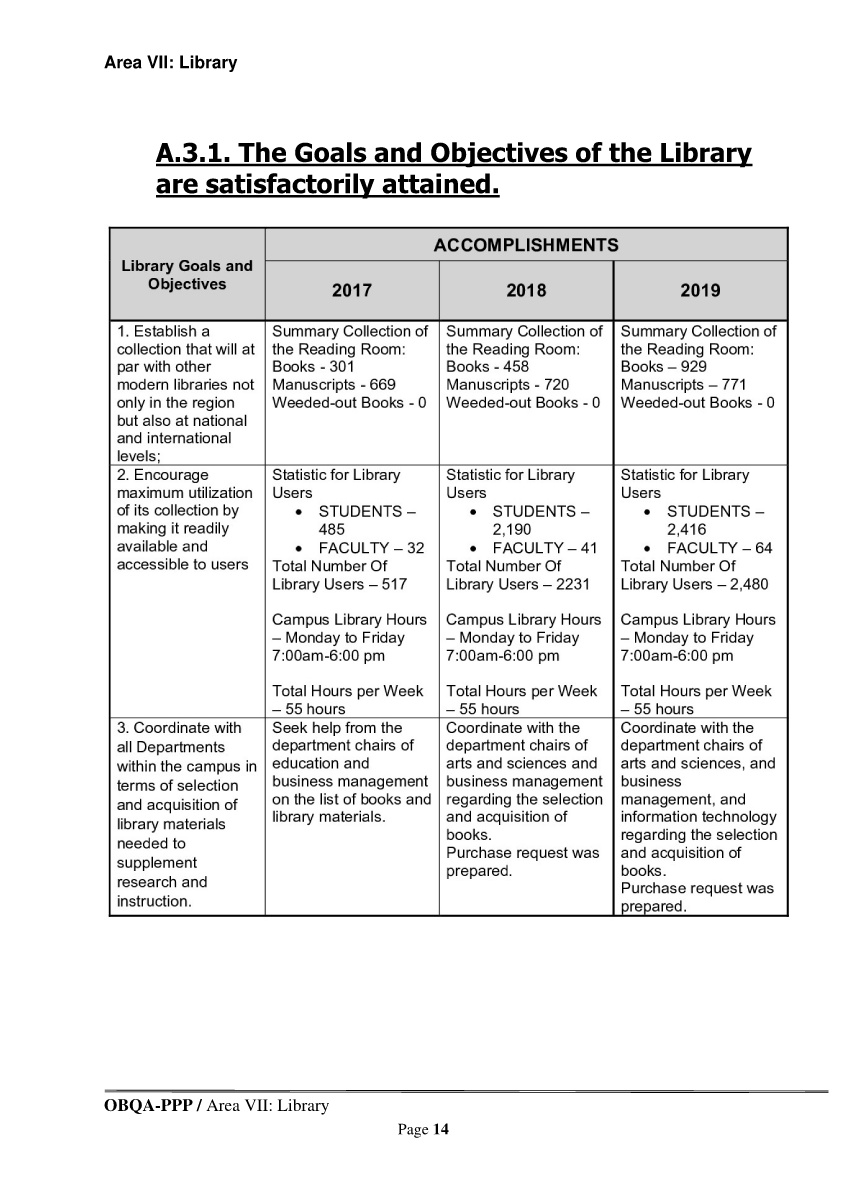 Area VII: Library
A.3.1. The Goals and Objectives of the Library
are satisfactorily attained.
Library Goals and
Objectives
ACCOMPLISHMENTS
2017
2018
2019
1. Establish a
collection that will at
par with other
modern libraries not
only in the region
but also at national
and international
levels;
Summary Collection of
the Reading Room:
Books - 301
Manuscripts - 669
Weeded-out Books - 0
Summary Collection of
the Reading Room:
Books - 458
Manuscripts - 720
Weeded-out Books - 0
Summary Collection of
the Reading Room:
Books – 929
Manuscripts – 771
Weeded-out Books - 0
2. Encourage
maximum utilization
of its collection by
making it readily
available and
accessible to users
Statistic for Library
Users
• STUDENTS –
485
• FACULTY – 32
Total Number Of
Library Users – 517
Campus Library Hours
– Monday to Friday
7:00am-6:00 pm
Total Hours per Week
– 55 hours
Statistic for Library
Users
• STUDENTS –
2,190
• FACULTY – 41
Total Number Of
Library Users – 2231
Campus Library Hours
– Monday to Friday
7:00am-6:00 pm
Total Hours per Week
– 55 hours
Statistic for Library
Users
• STUDENTS –
2,416
• FACULTY – 64
Total Number Of
Library Users – 2,480
Campus Library Hours
– Monday to Friday
7:00am-6:00 pm
Total Hours per Week
– 55 hours
3. Coordinate with
all Departments
within the campus in
terms of selection
and acquisition of
library materials
needed to
supplement
research and
instruction.
Seek help from the
department chairs of
education and
business management
on the list of books and
library materials.
Coordinate with the
department chairs of
arts and sciences and
business management
regarding the selection
and acquisition of
books.
Purchase request was
prepared.
Coordinate with the
department chairs of
arts and sciences, and
business
management, and
information technology
regarding the selection
and acquisition of
books.
Purchase request was
prepared.
OBQA-PPP / Area VII: Library
Page 14